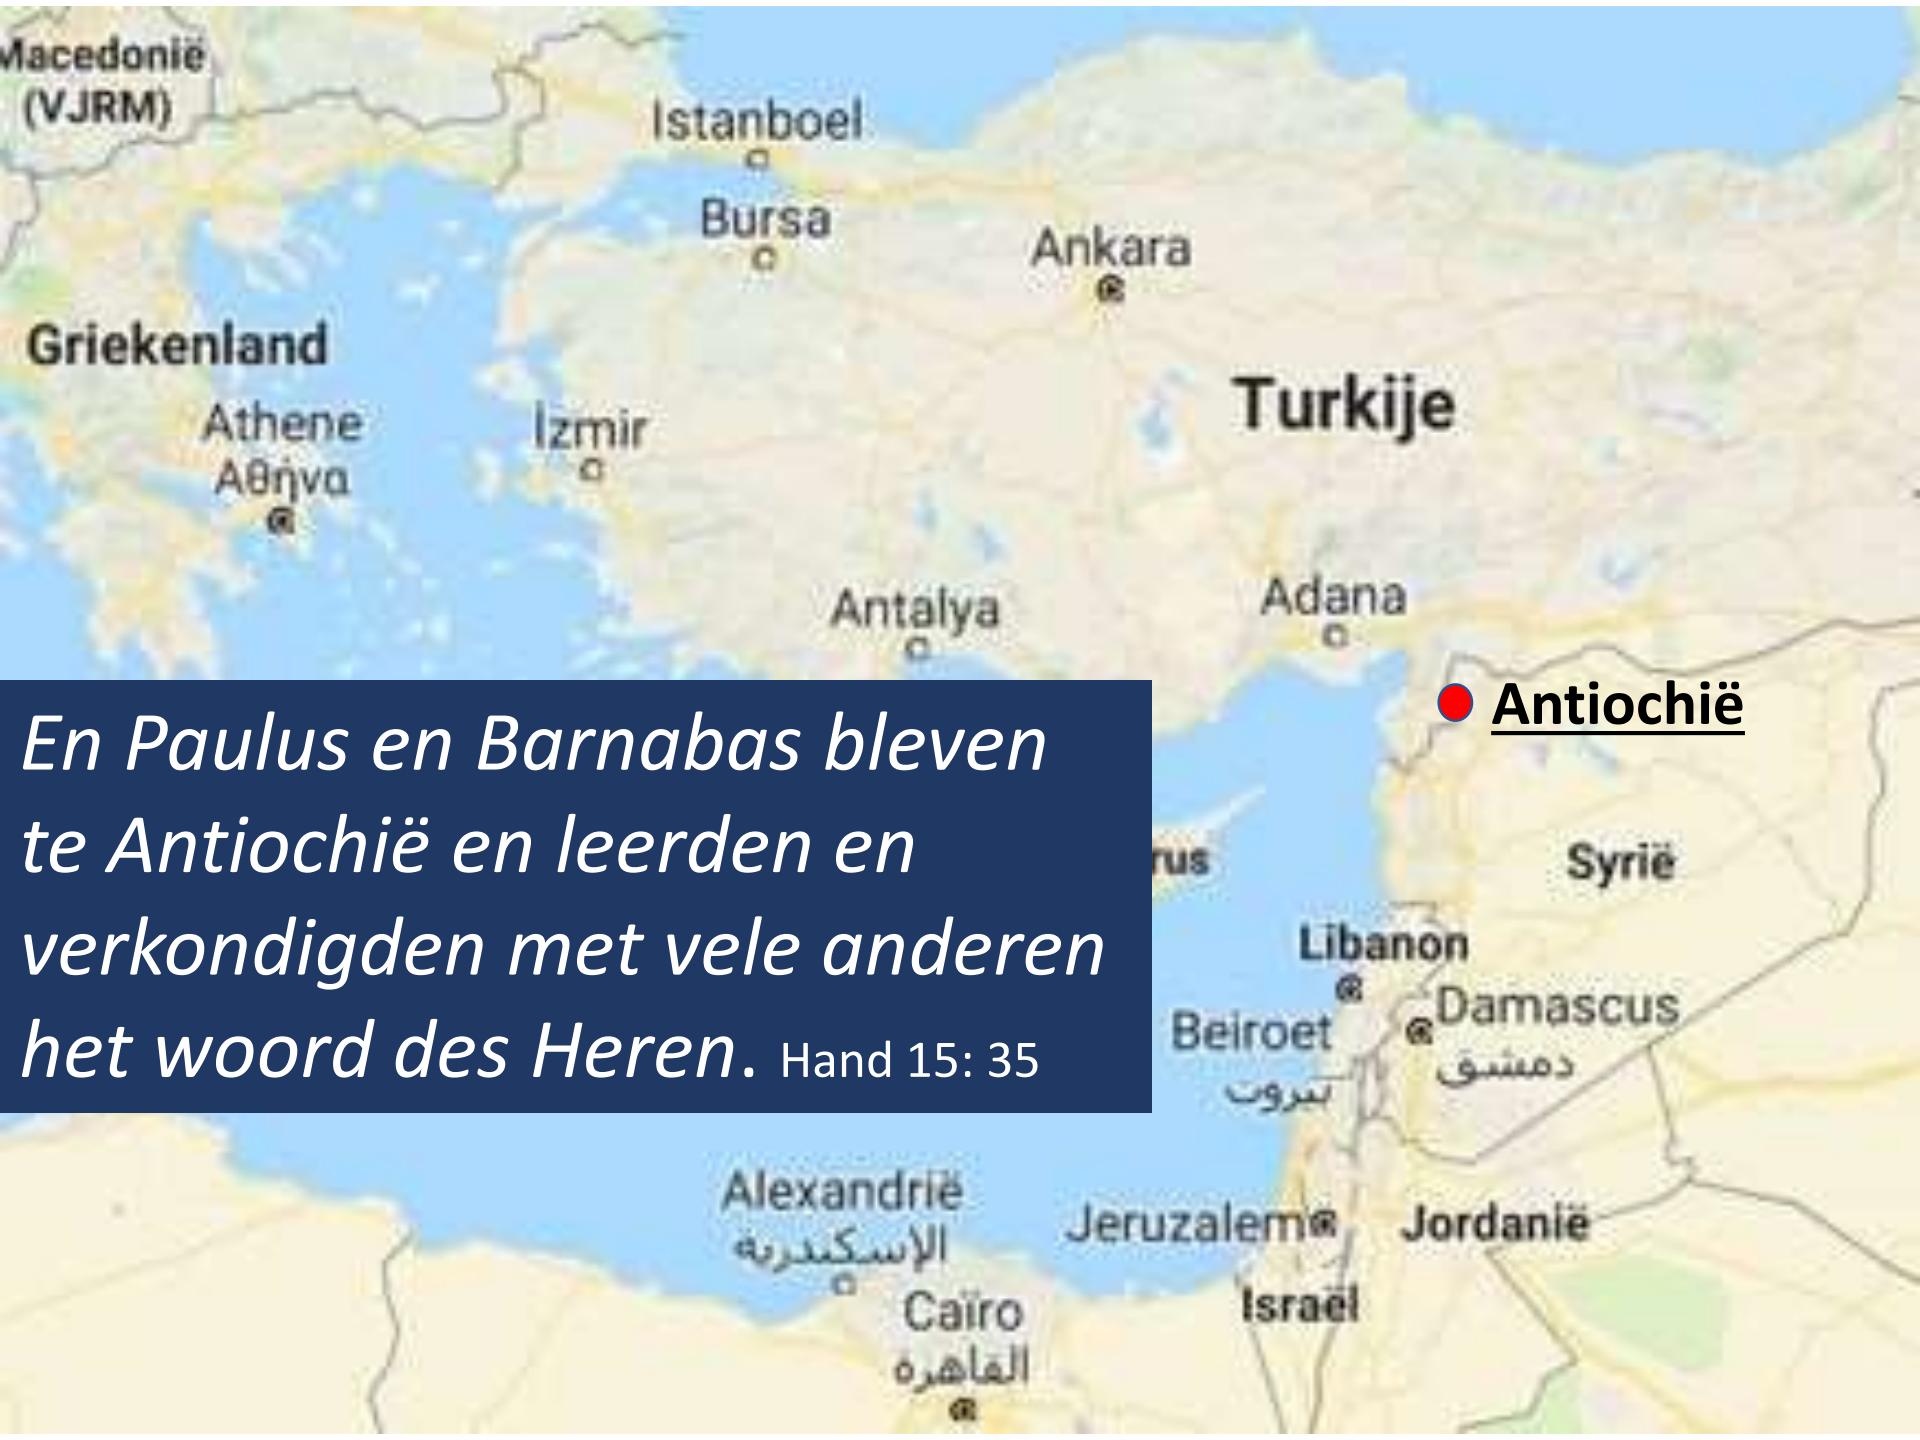 Macedonië
(VJRM)
Istanboel
Bursa
Ankara
Griekenland
Turkije
Athene
Αθήνα
İzmir
Antalya
Adana
Antiochië
En Paulus en Barnabas bleven
te Antiochië en leerden en
verkondigden met vele anderen
het woord des Heren. Hand 15: 35
rus
Syrië
Libanon
Damascus
دمشق
Beiroet
بيروت
Alexandrië
الإسكندرية
Jeruzalem
Jordanië
Israël
Caïro
القاهرة